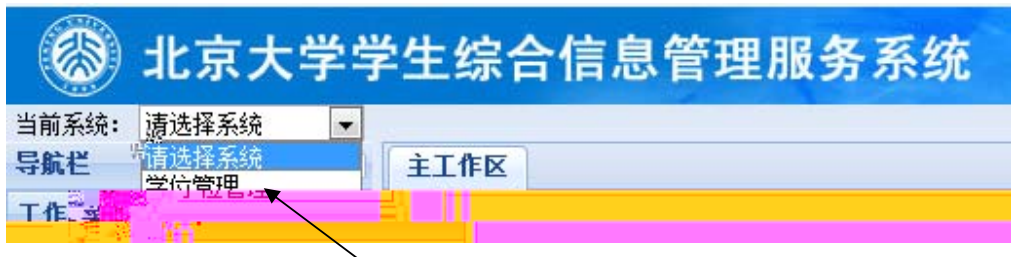 北京大学学生综合信息管理服务系统
当前系统： 请选择系统
导航栏 请选择系统 主工作区
学位管理
工作